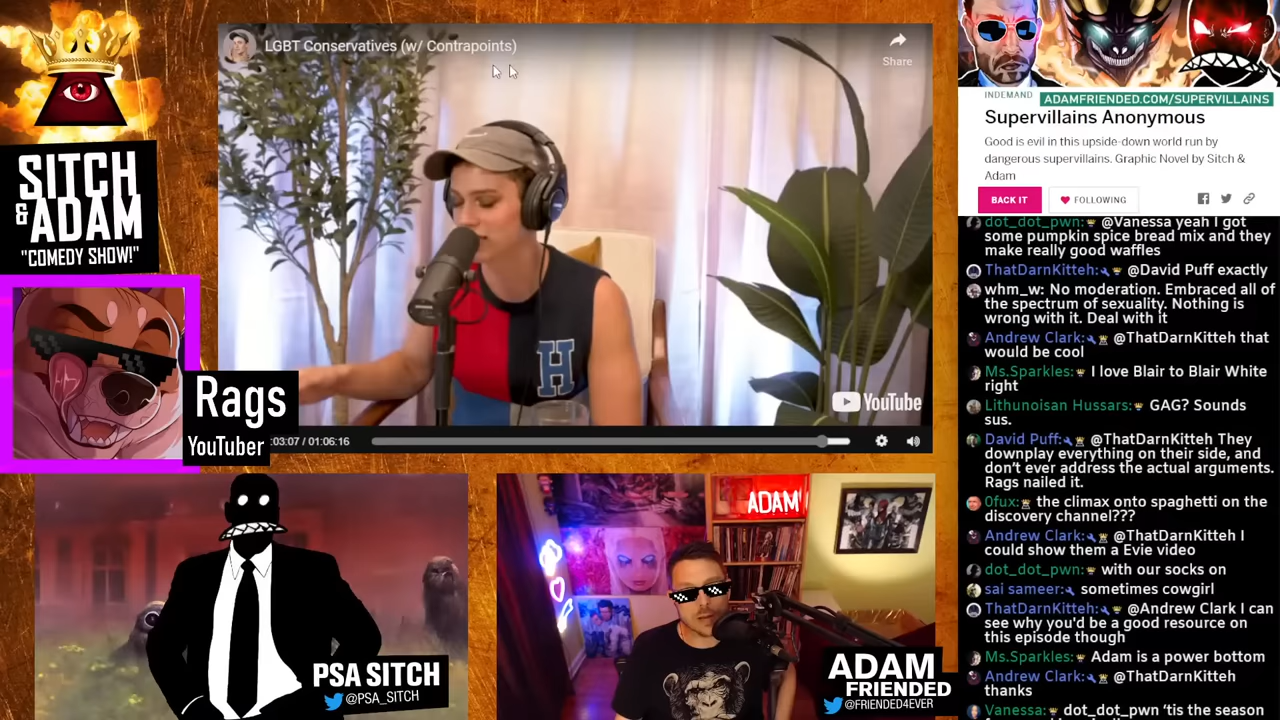 SITCH
& ADAM
"COMEDY SHOW!"
LGBT Conservatives (w/ Contrapoints)
Share
H
YouTube
:03:07 / 01:06:16
Rags
YouTuber
PSA SITCH
@PSA_SITCH
ADAM
ADAM
FRIENDED
@FRIENDED4EVER
INDEMAND
ADAMFRIENDED.COM/SUPERVILLAINS
Supervillains Anonymous
Good is evil in this upside-down world run by
dangerous supervillains. Graphic Novel by Sitch &
Adam
BACK IT
FOLLOWING
dot_dot_pwn: @Vanessa yeah I got
some pumpkin spice bread mix and they
make really good waffles
ThatDarnKitteh: @David Puff exactly
whm_w: No moderation. Embraced all of
the spectrum of sexuality. Nothing is
wrong with it. Deal with it
Andrew Clark: @ThatDarnKitteh that
would be cool
Ms.Sparkles: I love Blair to Blair White
right
Lithunoisan Hussars: GAG? Sounds
sus.
David Puff: @ThatDarnKitteh They
downplay everything on their side, and
don't ever address the actual arguments.
Rags nailed it.
0fux: the climax onto spaghetti on the
discovery channel???
Andrew Clark: @ThatDarnKitteh I
could show them a Evie video
dot_dot_pwn: with our socks on
sai sameer: sometimes cowgirl
ThatDarnKitteh: @Andrew Clark I can
see why you'd be a good resource on
this episode though
Ms.Sparkles: Adam is a power bottom
Andrew Clark: @ThatDarnKitteh
thanks
Vanessa: dot_dot_pwn 'tis the season